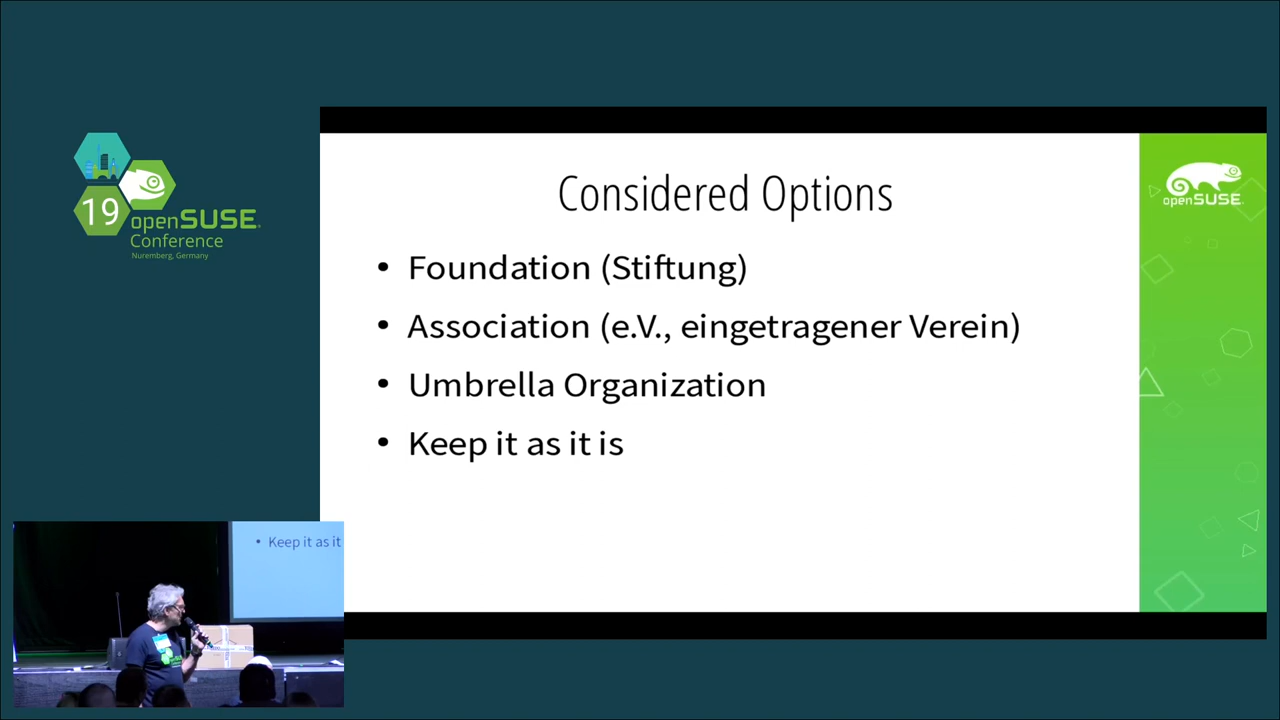 19
openSUSE
Conference
Nuremberg, Germany
Considered Options
• Foundation (Stiftung)
• Association (e.V., eingetragener Verein)
• Umbrella Organization
• Keep it as it is
openSUSE
• Keep it as it